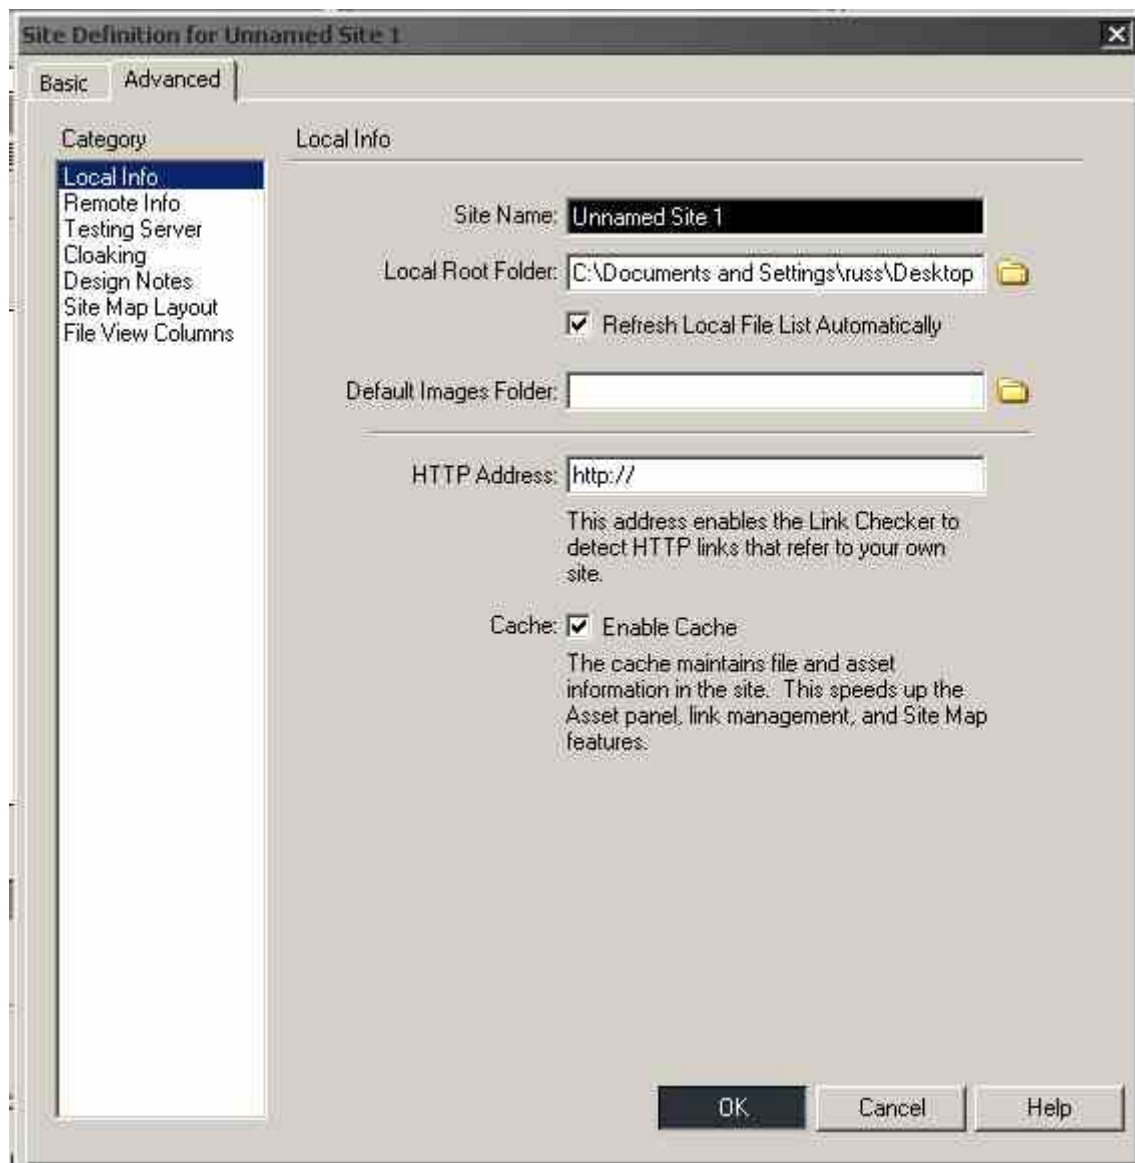 Site Definition for Unnamed Site 1
Basic
Advanced
Category
Local Info
Remote Info
Testing Server
Cloaking
Design Notes
Site Map Layout
File View Columns
Local Info
Site Name: Unnamed Site 1
Local Root Folder: C:\Documents and Settings\russ\Desktop
Refresh Local File List Automatically
Default Images Folder:
HTTP Address: http://
This address enables the Link Checker to
detect HTTP links that refer to your own
site.
Cache: Enable Cache
The cache maintains file and asset
information in the site. This speeds up the
Asset panel, link management, and Site Map
features.
OK
Cancel
Help